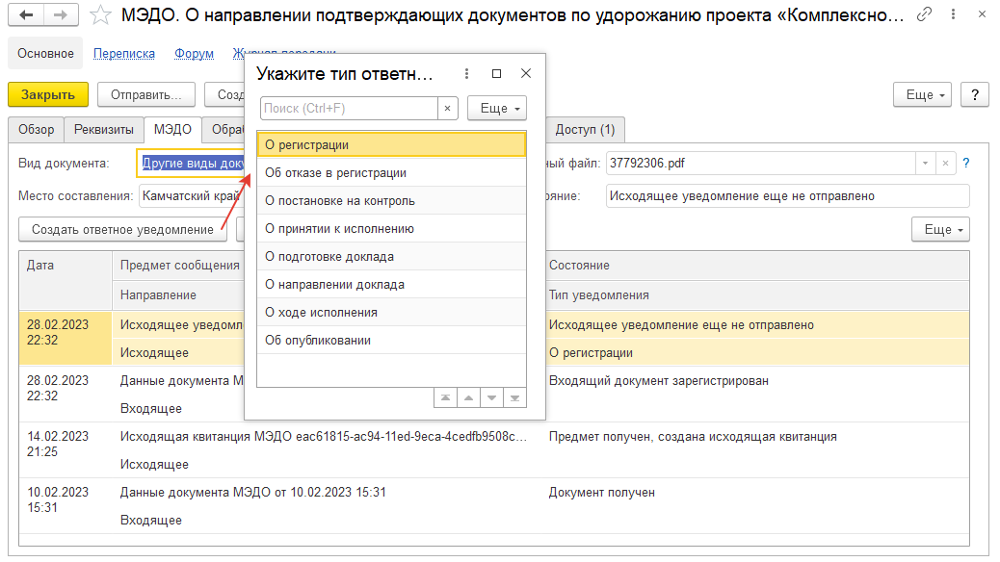 МЭДО. О направлении подтверждающих документов по удорожанию проекта «Комплексно...
Основное Переписка Форум Журнал передачи
Закрыть Отправить... Созд Еще ?
Обзор Реквизиты МЭДО Обраб Доступ (1)
Вид документа: Другие виды доку ный файл: 37792306.pdf ?
Место составления: Камчатский край ояние: Исходящее уведомление еще не отправлено
Создать ответное уведомление Еще
Дата Предмет сообщения Состояние
Направление Тип уведомления
28.02.2023 22:32 Исходящее уведомл Исходящее уведомление еще не отправлено
Исходящее О регистрации
28.02.2023 22:32 Данные документа М Входящий документ зарегистрирован
Входящее
14.02.2023 21:25 Исходящая квитанция МЭДО eac61815-ac94-11ed-9eca-4cedfb9508c... Предмет получен, создана исходящая квитанция
Исходящее
10.02.2023 15:31 Данные документа МЭДО от 10.02.2023 15:31 Документ получен
Входящее
Укажите тип ответн...
Поиск (Ctrl+F) × Еще
О регистрации
Об отказе в регистрации
О постановке на контроль
О принятии к исполнению
О подготовке доклада
О направлении доклада
О ходе исполнения
Об опубликовании